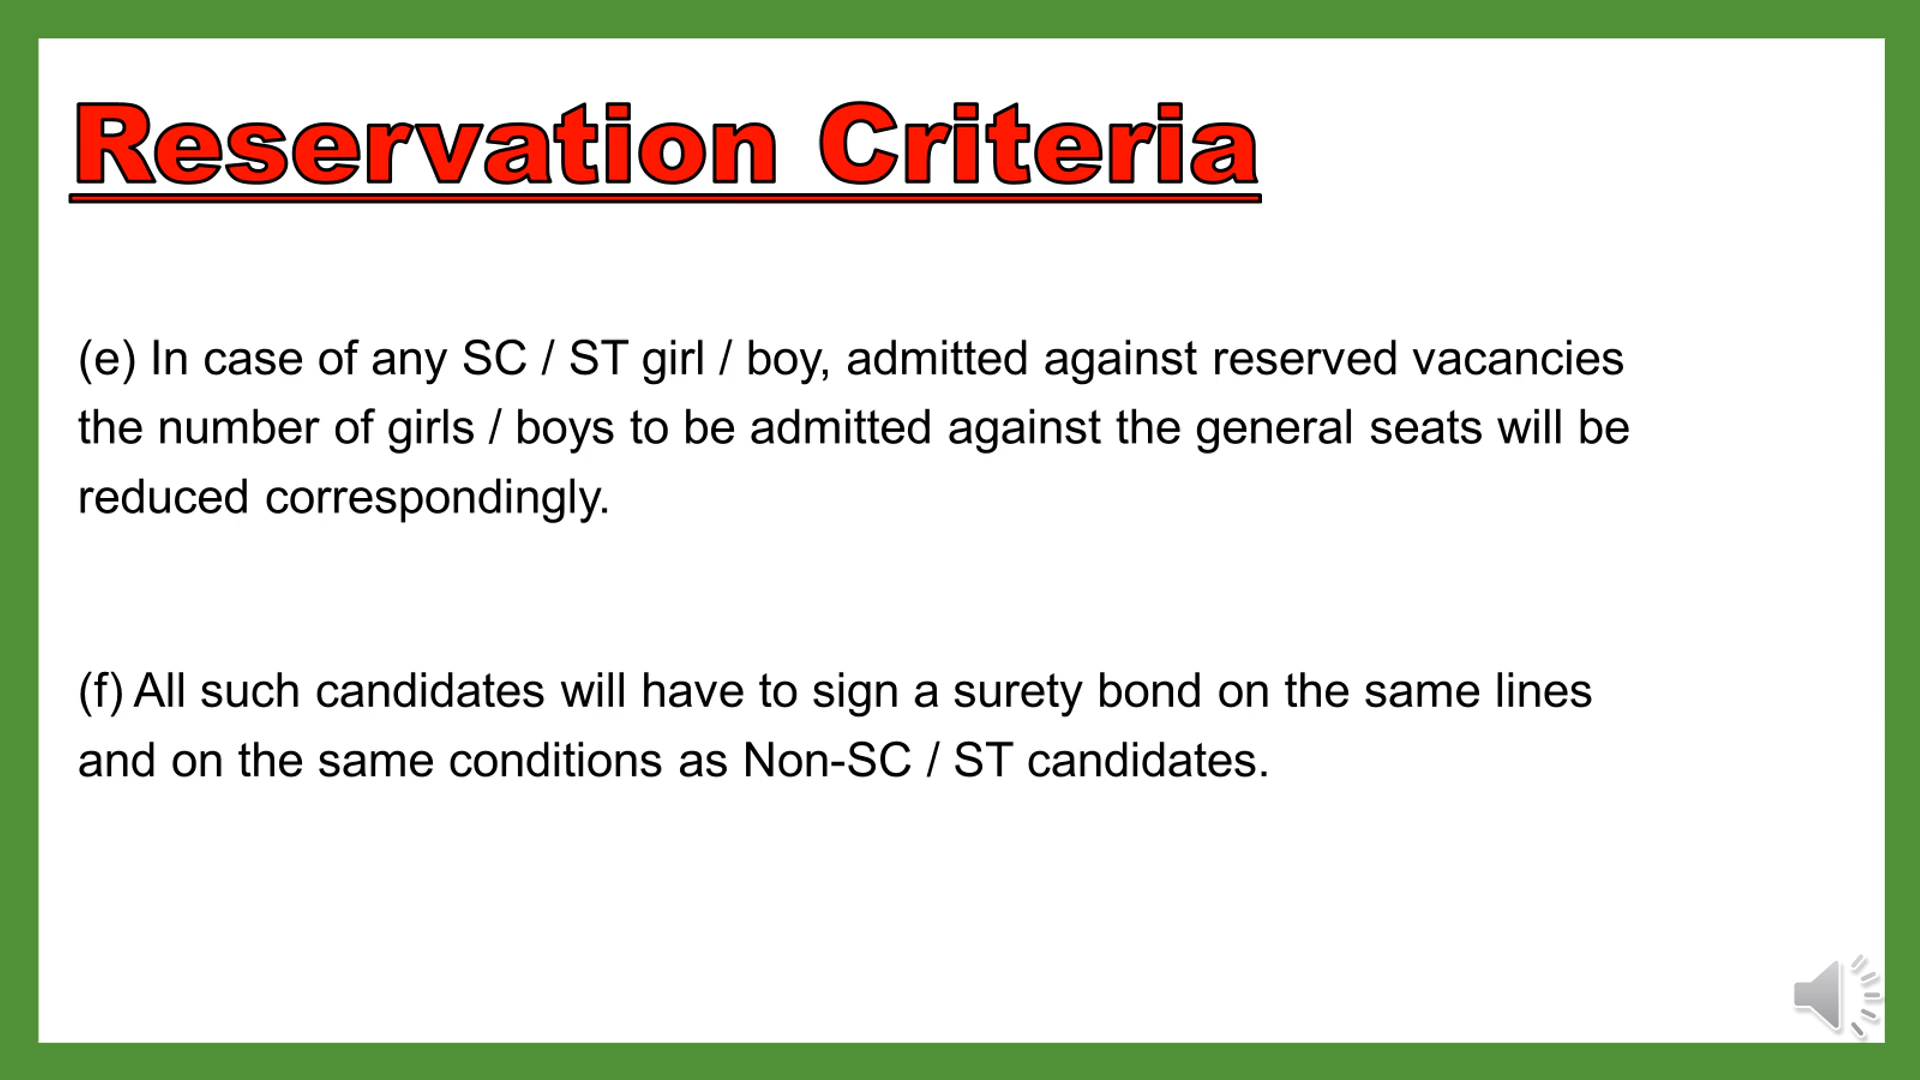 Reservation Criteria
(e) In case of any SC / ST girl / boy, admitted against reserved vacancies
the number of girls / boys to be admitted against the general seats will be
reduced correspondingly.
(f) All such candidates will have to sign a surety bond on the same lines
and on the same conditions as Non-SC / ST candidates.